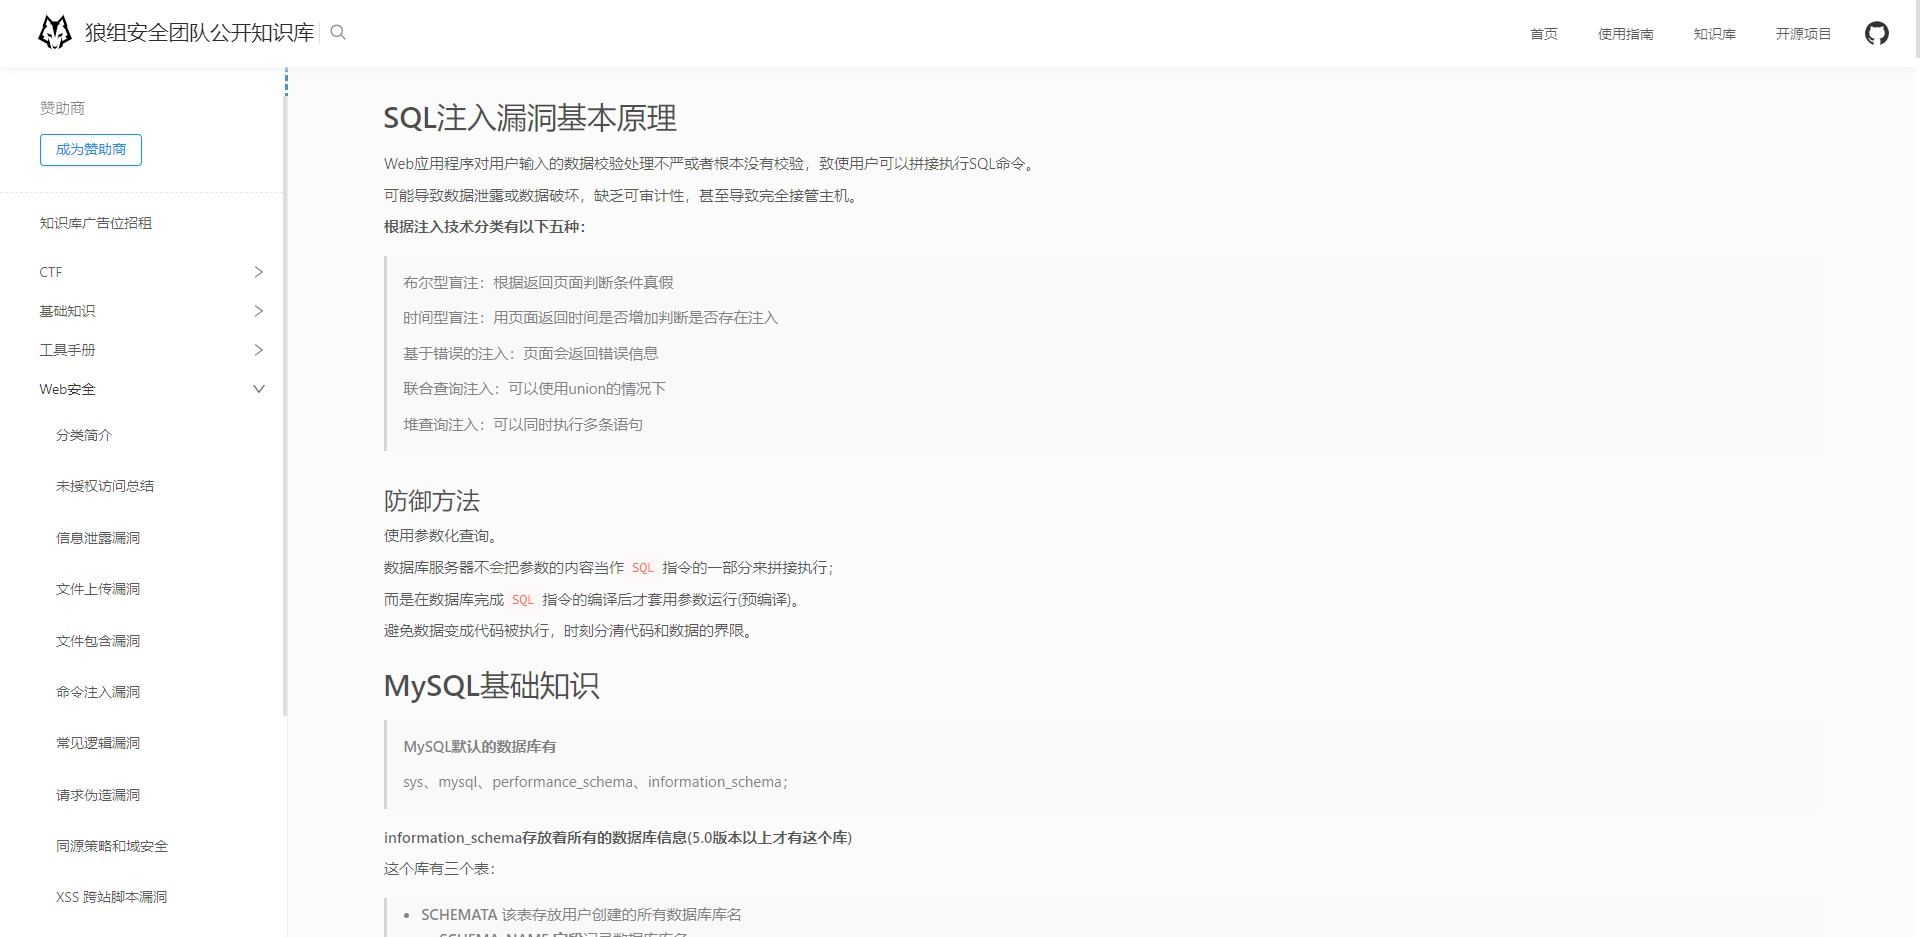 狼组安全团队公开知识库
首页
使用指南
知识库
开源项目
赞助商
成为赞助商
知识库广告位招租
CTF
基础知识
工具手册
Web安全
分类简介
未授权访问总结
信息泄露漏洞
文件上传漏洞
文件包含漏洞
命令注入漏洞
常见逻辑漏洞
请求伪造漏洞
同源策略和域安全
XSS 跨站脚本漏洞
SQL注入漏洞基本原理
Web应用程序对用户输入的数据校验处理不严或者根本没有校验，致使用户可以拼接执行SQL命令。
可能导致数据泄露或数据破坏，缺乏可审计性，甚至导致完全接管主机。
根据注入技术分类有以下五种：
布尔型盲注：根据返回页面判断条件真假
时间型盲注：用页面返回时间是否增加判断是否存在注入
基于错误的注入：页面会返回错误信息
联合查询注入：可以使用union的情况下
堆查询注入：可以同时执行多条语句
防御方法
使用参数化查询。
数据库服务器不会把参数的内容当作 SQL 指令的一部分来拼接执行；
而是在数据库完成 SQL 指令的编译后才套用参数运行(预编译)。
避免数据变成代码被执行，时刻分清代码和数据的界限。
MySQL基础知识
MySQL默认的数据库有
sys、mysql、performance_schema、information_schema；
information_schema存放着所有的数据库信息(5.0版本以上才有这个库)
这个库有三个表：
• SCHEMATA 该表存放用户创建的所有数据库库名
SCHEMA_NAME 字段记录数据库库名